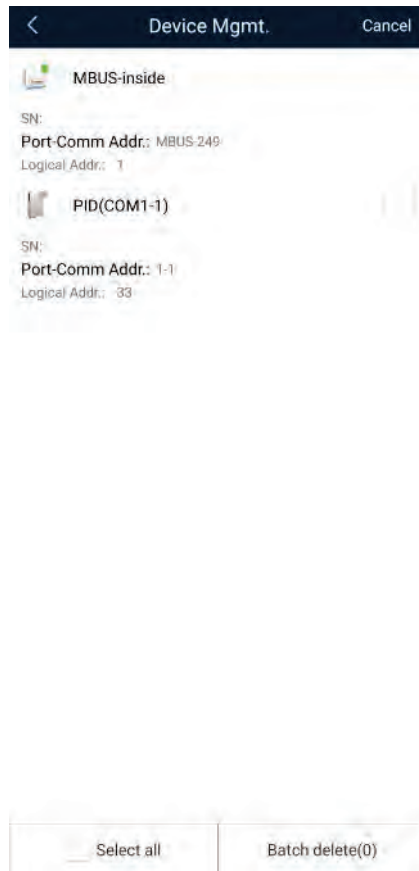 Device Mgmt.
Cancel
MBUS-inside
SN:
Port-Comm Addr.: MBUS-249
Logical Addr.: 1
PID(COM1-1)
SN:
Port-Comm Addr.: 1-1
Logical Addr.: 33
Select all
Batch delete(0)